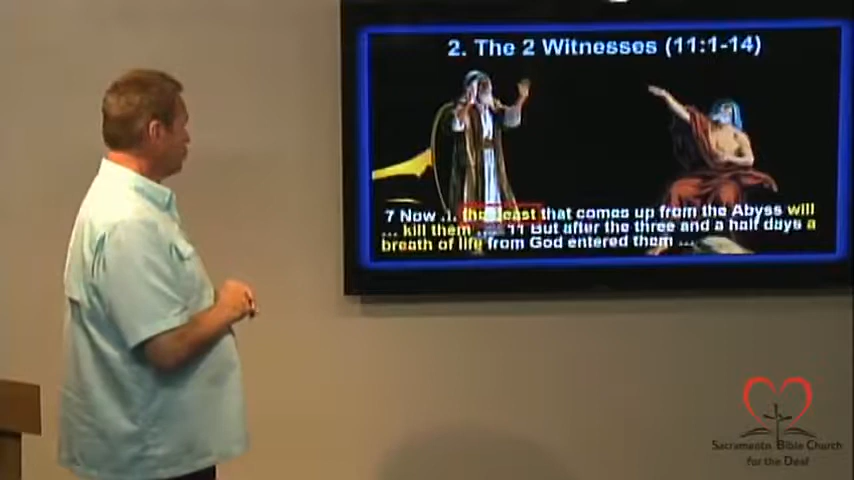 2. The 2 Witnesses (11:1-14)
7 Now ... the beast that comes up from the Abyss will
... kill them ... 11 But after the three and a half days a
breath of life from God entered them ...
Sacramento Bible Church
for the Deaf